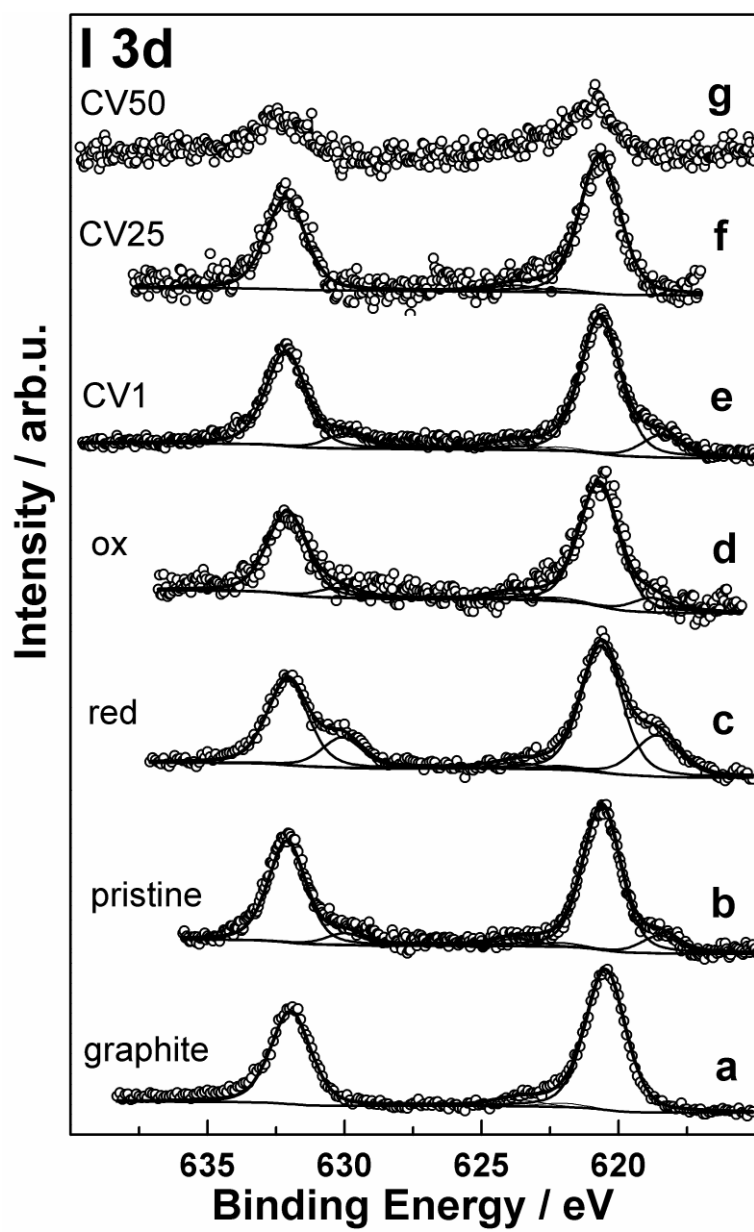 I 3d
CV50
g
CV25
f
CV1
e
ox
d
red
c
pristine
b
graphite
a
Intensity / arb.u.
635 630 625 620
Binding Energy / eV